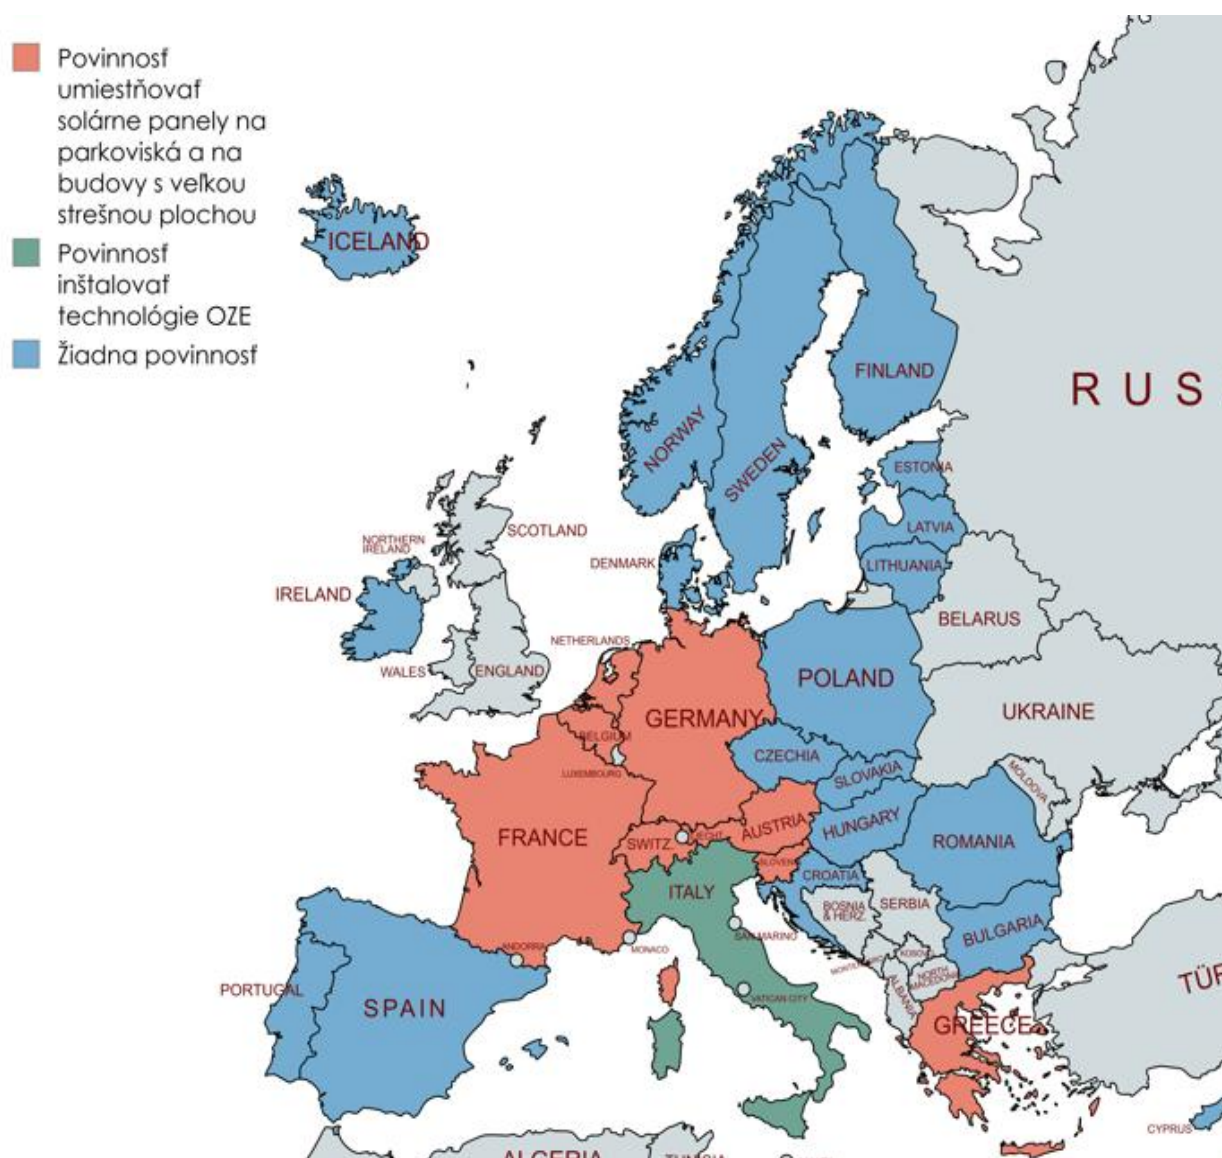 Povinnosť
umiestňovať
solárne panely na
parkoviská a na
budovy s veľkou
strešnou plochou
Povinnosť
inštalovať
technológie OZE
Žiadna povinnosť
ICELAND
FINLAND
RUS
NORWAY
SWEDEN
ESTONIA
LATVIA
LITHUANIA
SCOTLAND
NORTHERN
IRELAND
DENMARK
IRELAND
BELARUS
NETHERLANDS
WALES
ENGLAND
POLAND
GERMANY
UKRAINE
BELGIUM
LUXEMBOURG
CZECHIA
SLOVAKIA
MOLDOVA
FRANCE
SWITZ.
AUSTRIA
HUNGARY
ROMANIA
CROATIA
ITALY
BOSNIA
& HERZ.
SERBIA
BULGARIA
SAN MARINO
ANDORRA
MONACO
KOSOVO
NORTH
MACEDONIA
ALBANIA
VATICAN CITY
PORTUGAL
SPAIN
GREECE
TÜR
CYPRUS
ALGERIA